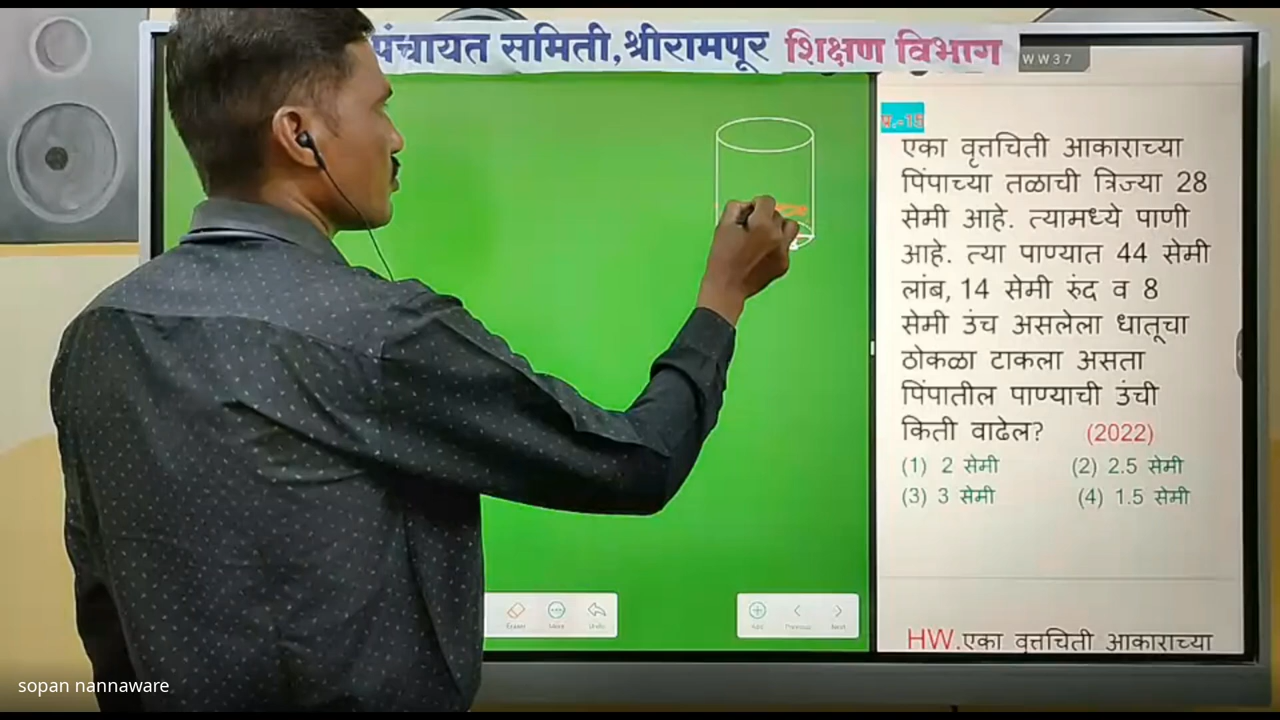 पंचायत समिती,श्रीरामपूर शिक्षण विभाग
WW37
प्र.-15
एका वृत्तचिती आकाराच्या
पिंपाच्या तळाची त्रिज्या 28
सेमी आहे. त्यामध्ये पाणी
आहे. त्या पाण्यात 44 सेमी
लांब, 14 सेमी रुंद व 8
सेमी उंच असलेला धातूचा
ठोकळा टाकला असता
पिंपातील पाण्याची उंची
किती वाढेल? (2022)
(1) 2 सेमी (2) 2.5 सेमी
(3) 3 सेमी (4) 1.5 सेमी
HW.एका वृत्तचिती आकाराच्या
Eraser More Undo
Add Previous Next
sopan nannaware